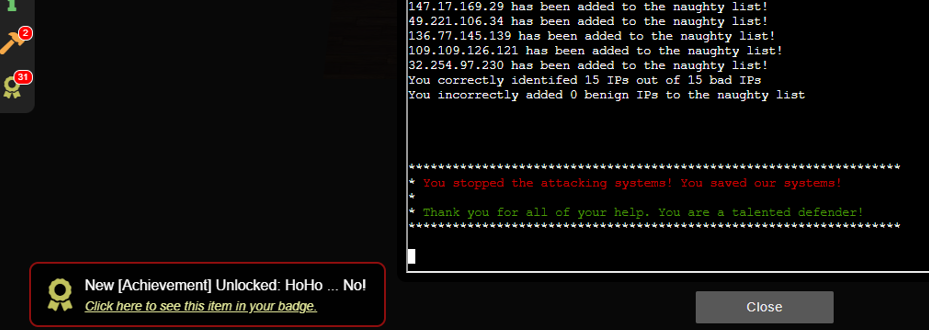 147.17.169.29 has been added to the naughty list!
49.221.106.34 has been added to the naughty list!
136.77.145.139 has been added to the naughty list!
109.109.126.121 has been added to the naughty list!
32.254.97.230 has been added to the naughty list!
You correctly identifed 15 IPs out of 15 bad IPs
You incorrectly added 0 benign IPs to the naughty list
*******************************************************************
* You stopped the attacking systems! You saved our systems!
*
* Thank you for all of your help. You are a talented defender!
*******************************************************************
2
31
New [Achievement] Unlocked: HoHo ... No!
Click here to see this item in your badge.
Close